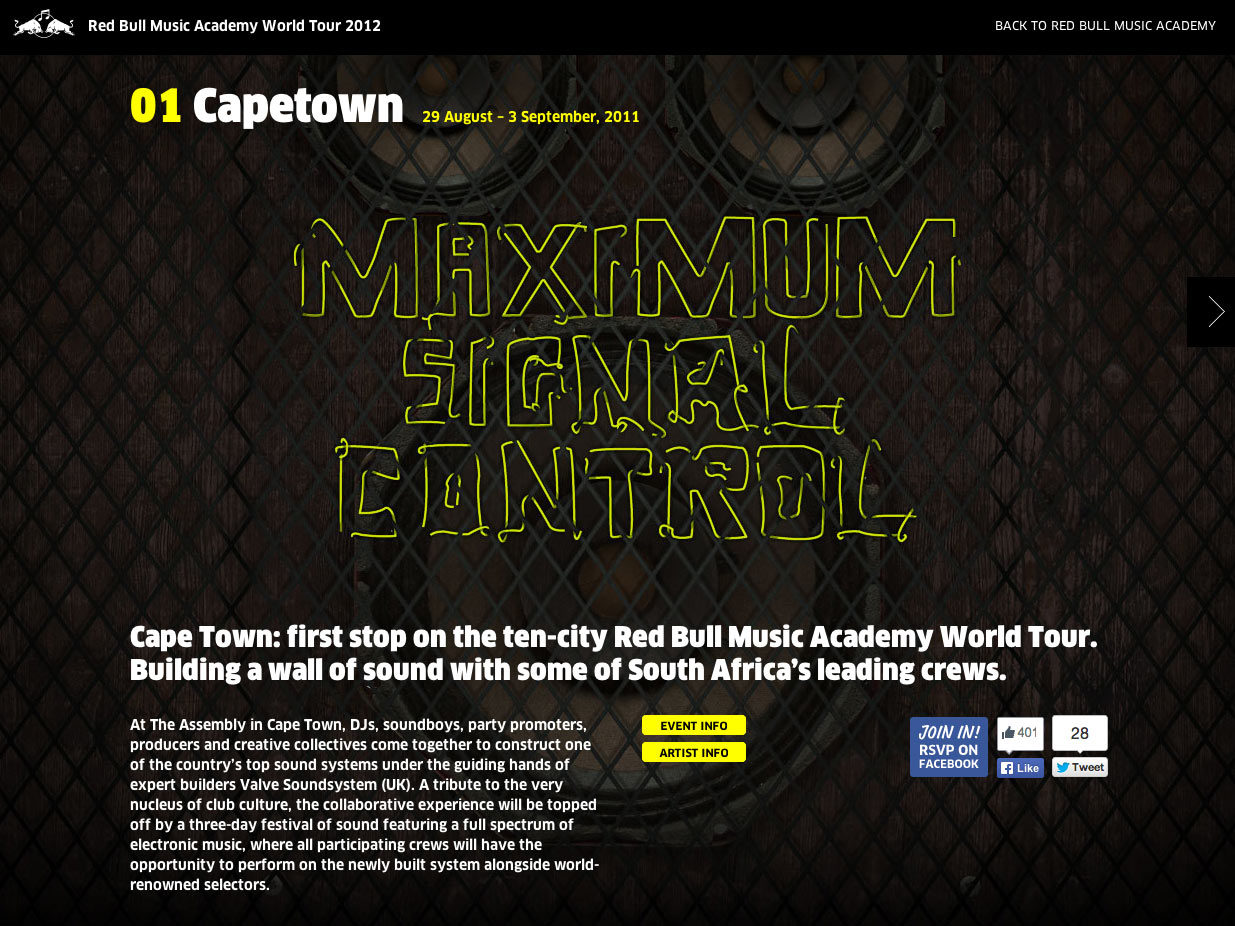 Red Bull Music Academy World Tour 2012
BACK TO RED BULL MUSIC ACADEMY
01 Capetown 29 August – 3 September, 2011
MAXIMUM
SIGNAL
CONTROL
Cape Town: first stop on the ten-city Red Bull Music Academy World Tour.
Building a wall of sound with some of South Africa’s leading crews.
At The Assembly in Cape Town, DJs, soundboys, party promoters,
producers and creative collectives come together to construct one
of the country’s top sound systems under the guiding hands of
expert builders Valve Soundsystem (UK). A tribute to the very
nucleus of club culture, the collaborative experience will be topped
off by a three-day festival of sound featuring a full spectrum of
electronic music, where all participating crews will have the
opportunity to perform on the newly built system alongside world-
renowned selectors.
EVENT INFO
ARTIST INFO
JOIN IN!
RSVP ON
FACEBOOK
401
Like
28
Tweet